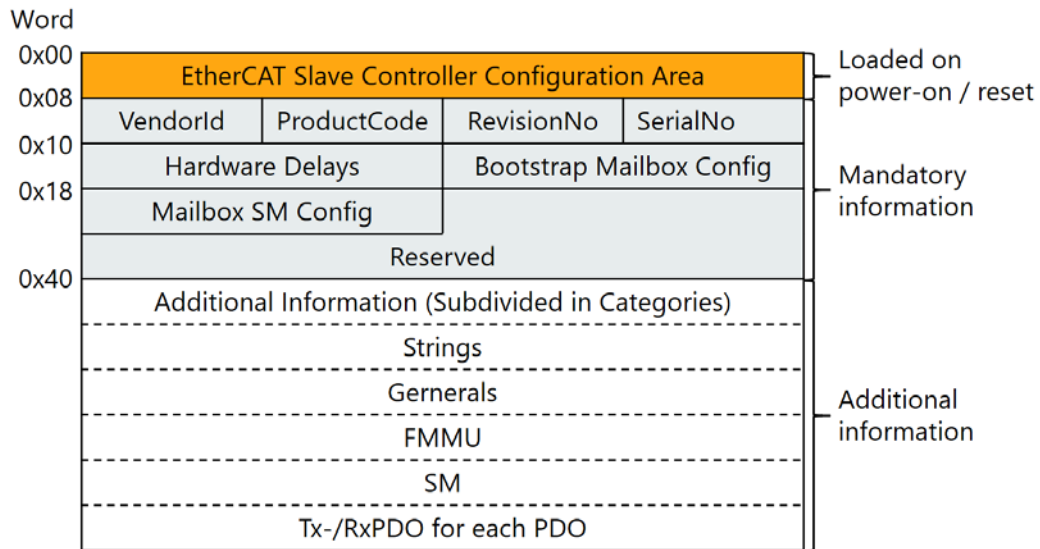 Word
0x00
EtherCAT Slave Controller Configuration Area
Loaded on
power-on / reset
0x08
VendorId
ProductCode
RevisionNo
SerialNo
0x10
Hardware Delays
Bootstrap Mailbox Config
Mandatory
information
0x18
Mailbox SM Config
Reserved
0x40
Additional Information (Subdivided in Categories)
Strings
Gernerals
Additional
information
FMMU
SM
Tx-/RxPDO for each PDO